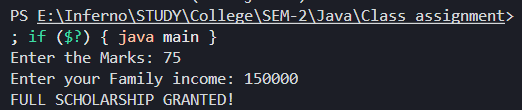 PS E:\Inferno\STUDY\College\SEM-2\Java\Class assignment>
; if ($?) { java main }
Enter the Marks: 75
Enter your Family income: 150000
FULL SCHOLARSHIP GRANTED!